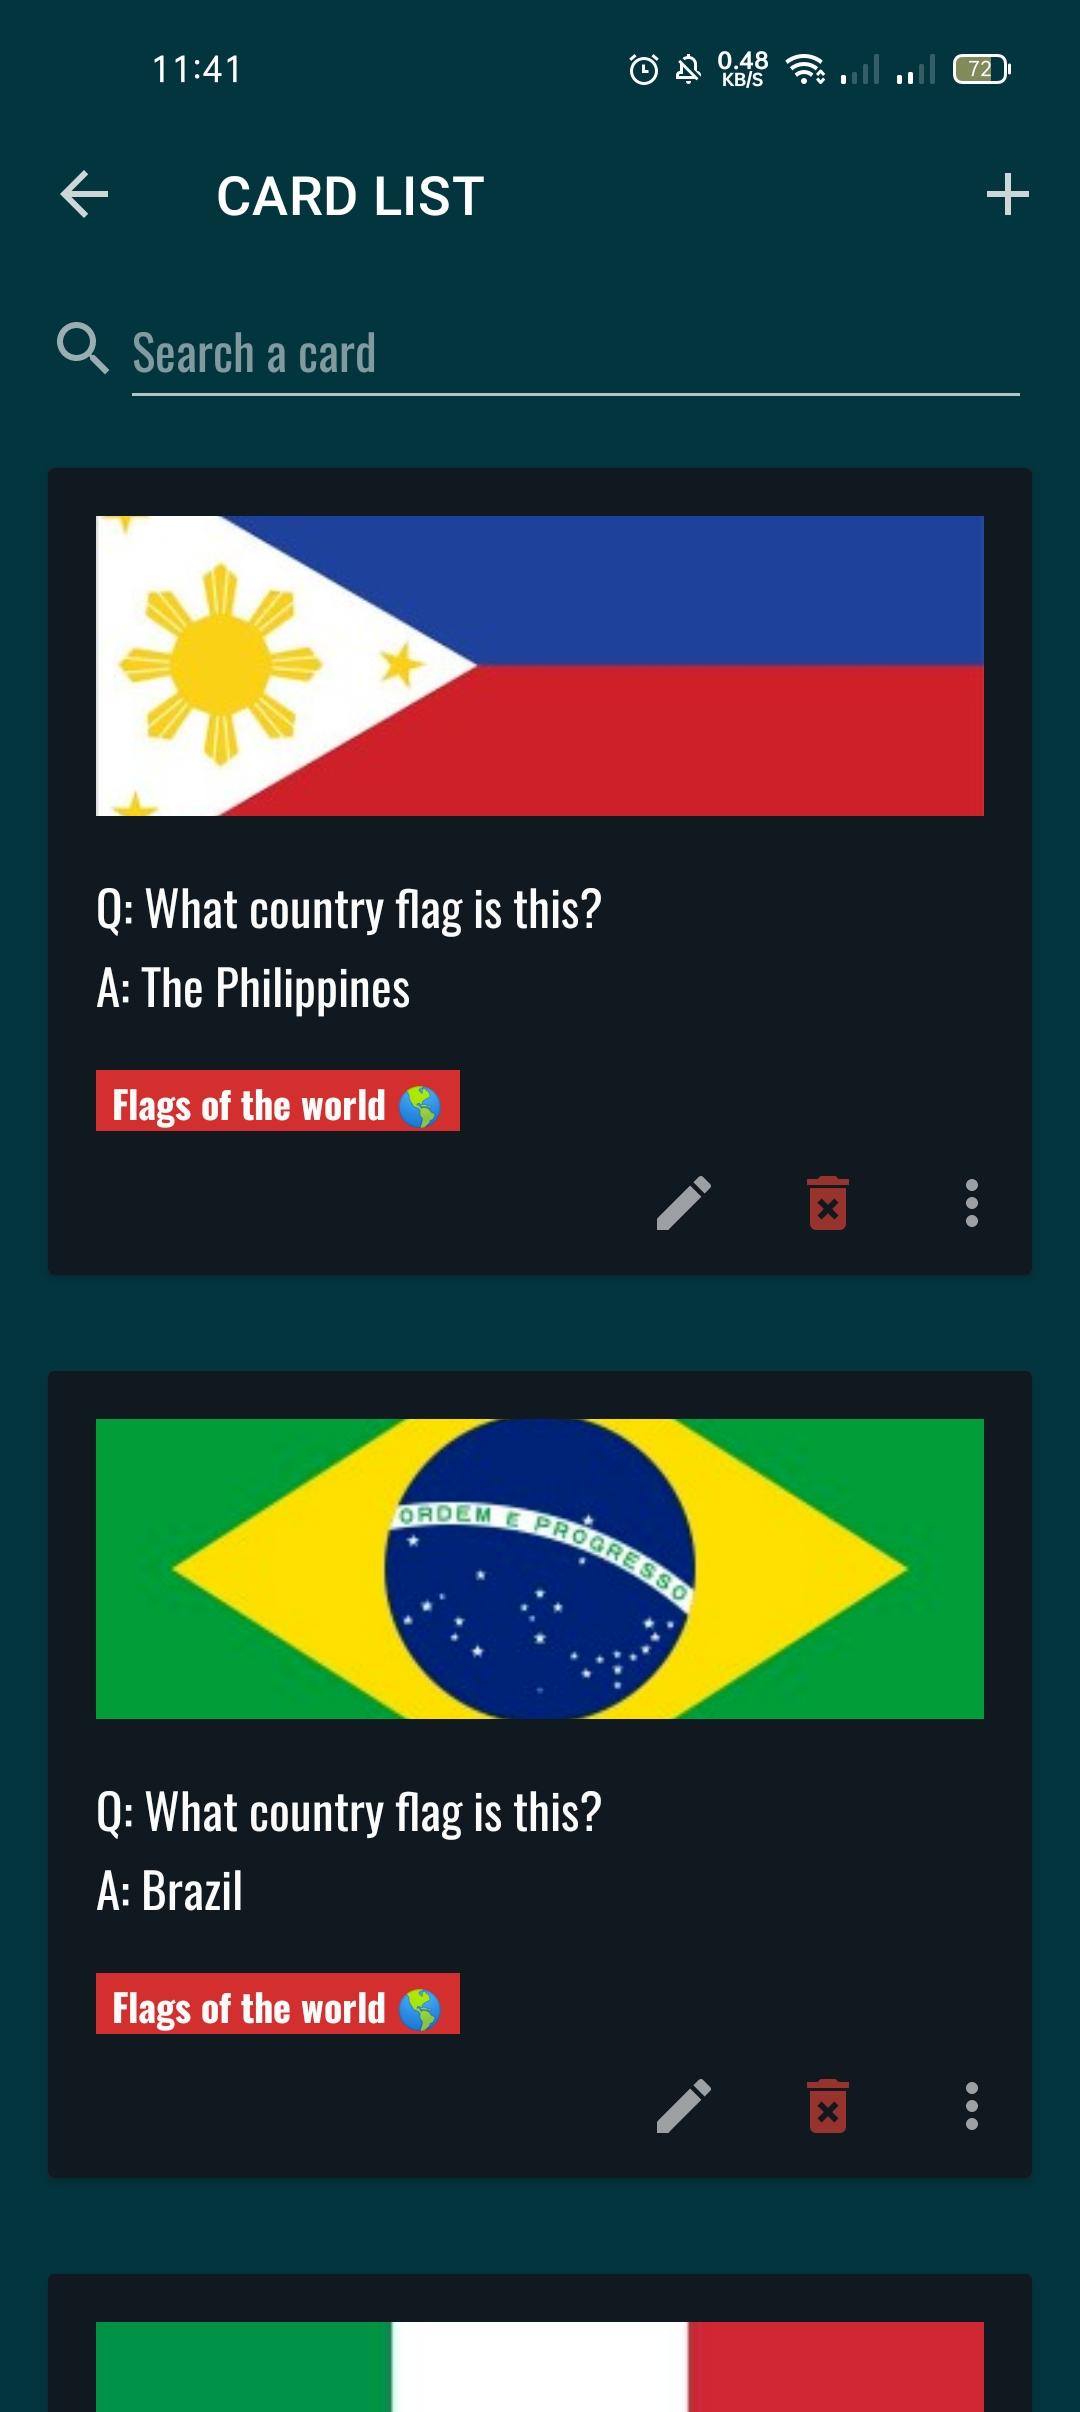 11:41
0.48
KB/S
72
CARD LIST
Search a card
Q: What country flag is this?
A: The Philippines
Flags of the world 🌎
ORDEM E PROGRESSO
Q: What country flag is this?
A: Brazil
Flags of the world 🌎